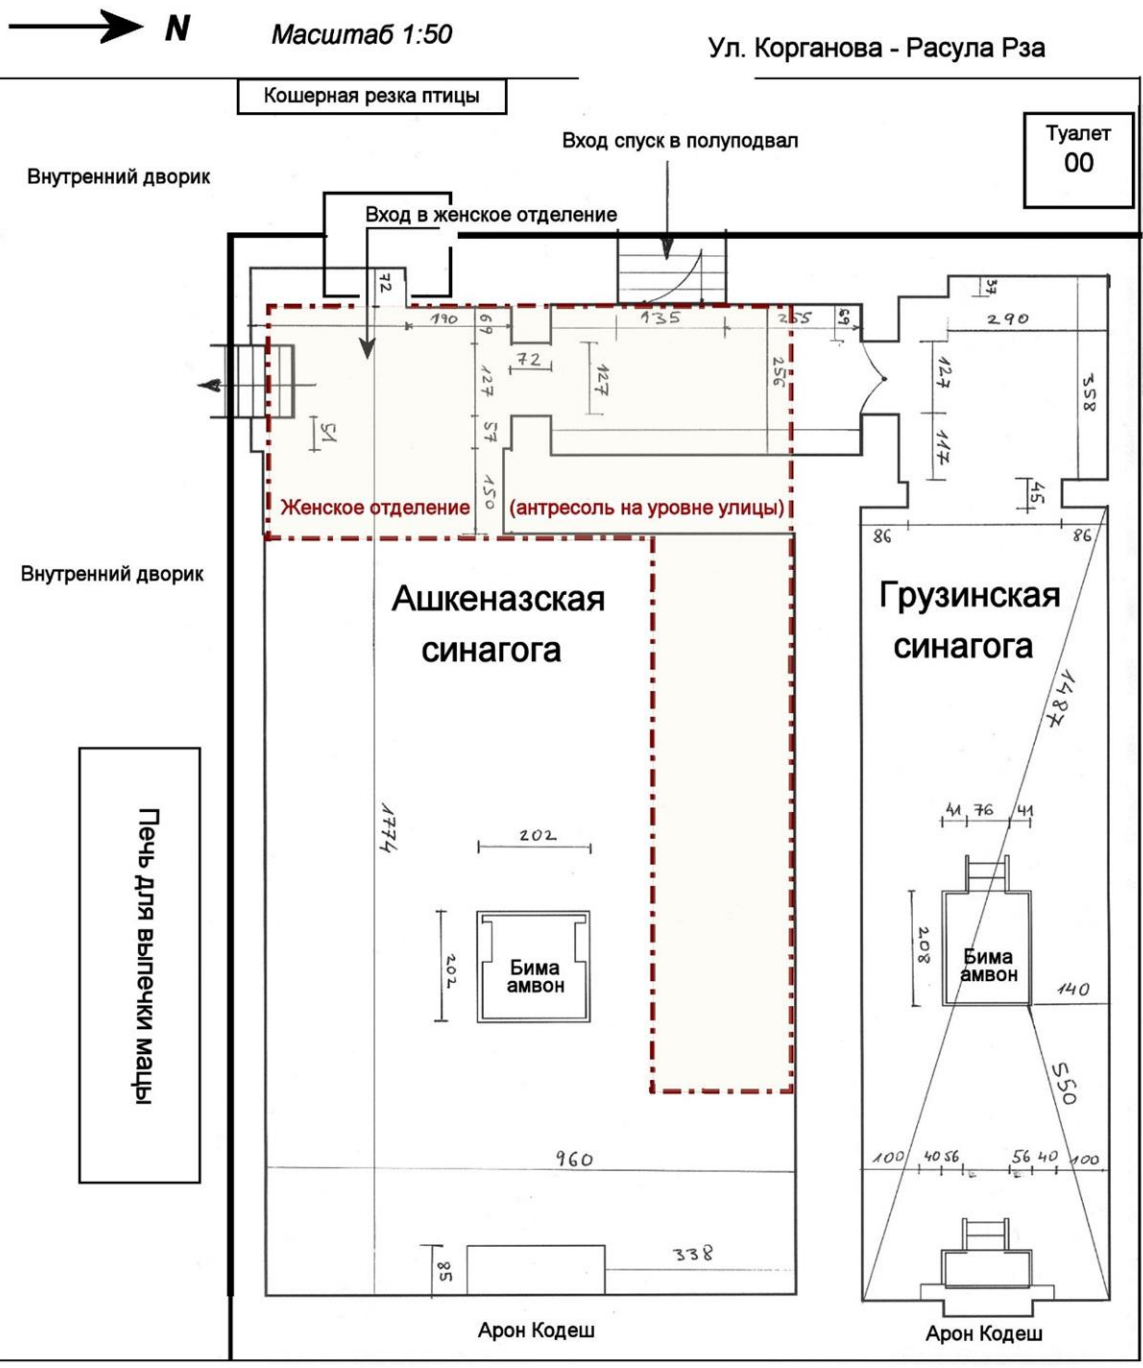 N
Масштаб 1:50
Ул. Корганова - Расула Рза
Кошерная резка птицы
Туалет
00
Вход спуск в полуподвал
Внутренний дворик
Вход в женское отделение
72
37
190
69
135
255
69
290
72
127
127
256
127
358
51
57
117
150
45
Женское отделение
(антресоль на уровне улицы)
86
86
Внутренний дворик
Ашкеназская
синагога
Грузинская
синагога
1487
1774
202
41 76 41
Печь для выпечки мацы
202
Бима
амвон
208
Бима
амвон
140
550
960
100 40 56 56 40 100
85
338
Арон Кодеш
Арон Кодеш